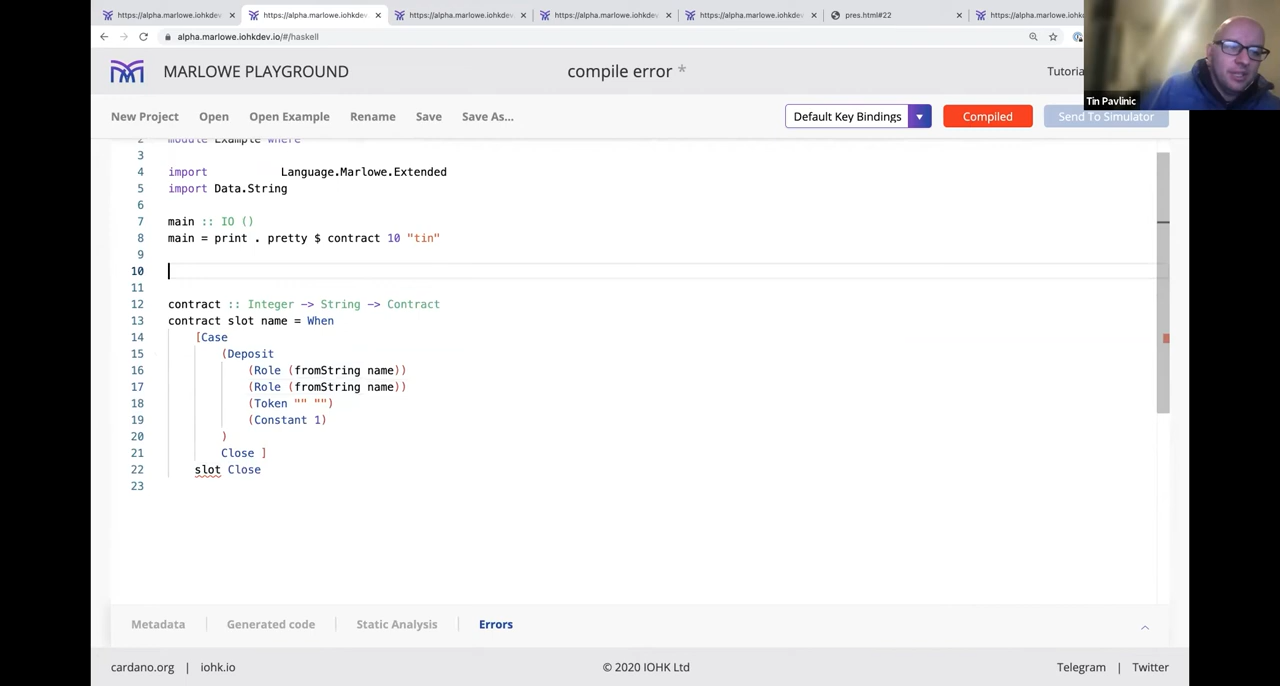 https://alpha.marlowe.iohkdev. https://alpha.marlowe.iohkdev. https://alpha.marlowe.iohkdev. https://alpha.marlowe.iohkdev. https://alpha.marlowe.iohkdev. pres.html#22 https://alpha.marlowe.iohkd
alpha.marlowe.iohkdev.io/#/haskell
MARLOWE PLAYGROUND compile error * Tutoria
Tin Pavlinic
New Project Open Open Example Rename Save Save As... Default Key Bindings Compiled Send To Simulator
2 module Example where
3
4 import Language.Marlowe.Extended
5 import Data.String
6
7 main :: IO ()
8 main = print . pretty $ contract 10 "tin"
9
10
11
12 contract :: Integer -> String -> Contract
13 contract slot name = When
14 [Case
15 (Deposit
16 (Role (fromString name))
17 (Role (fromString name))
18 (Token "" "")
19 (Constant 1)
20 )
21 Close ]
22 slot Close
23
Metadata | Generated code | Static Analysis | Errors
cardano.org | iohk.io © 2020 IOHK Ltd Telegram | Twitter